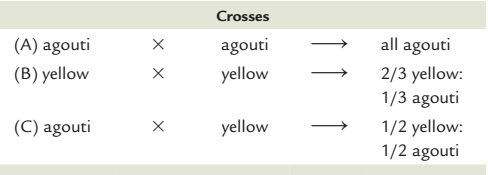 Crosses
(A) agouti × agouti ⟶ all agouti
(B) yellow × yellow ⟶ 2/3 yellow:
1/3 agouti
(C) agouti × yellow ⟶ 1/2 yellow:
1/2 agouti